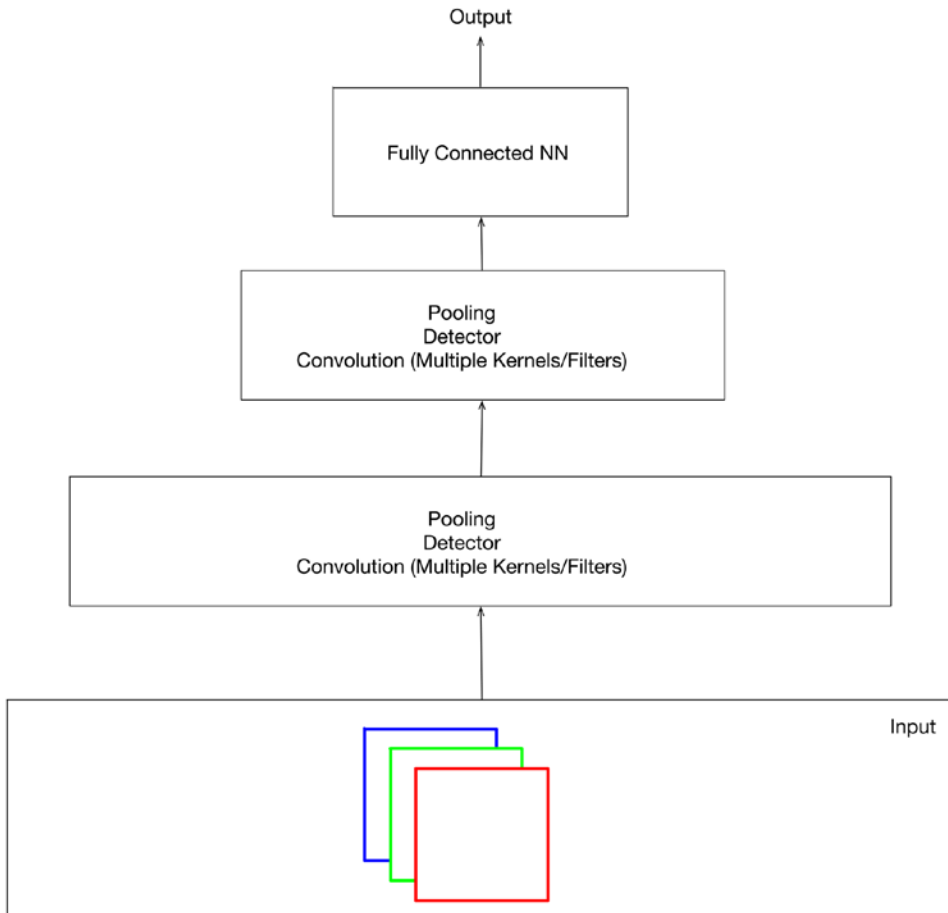 Output
Fully Connected NN
Pooling
Detector
Convolution (Multiple Kernels/Filters)
Pooling
Detector
Convolution (Multiple Kernels/Filters)
Input